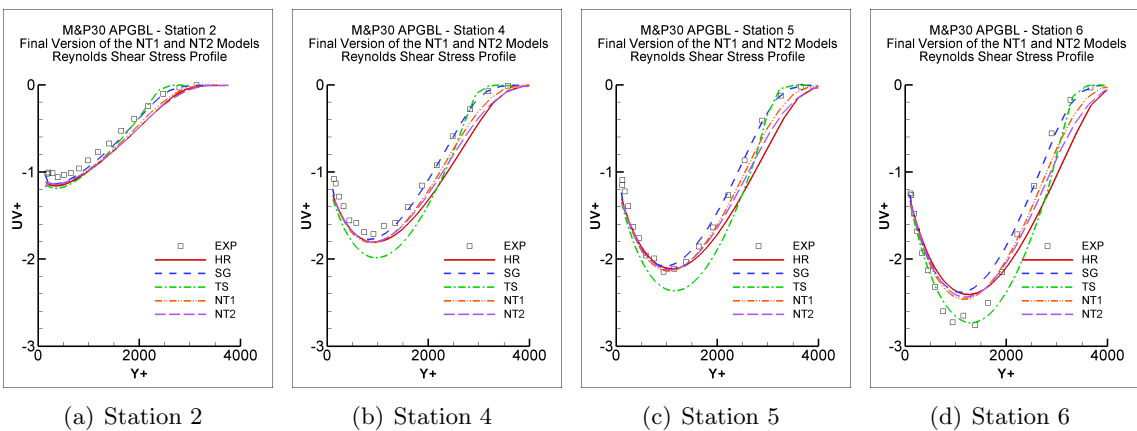 M&P30 APGBL - Station 2
Final Version of the NT1 and NT2 Models
Reynolds Shear Stress Profile
0
-1
-2
-3
UV+
0
2000
4000
Y+
EXP
HR
SG
TS
NT1
NT2
(a) Station 2
M&P30 APGBL - Station 4
Final Version of the NT1 and NT2 Models
Reynolds Shear Stress Profile
0
-1
-2
-3
UV+
0
2000
4000
Y+
EXP
HR
SG
TS
NT1
NT2
(b) Station 4
M&P30 APGBL - Station 5
Final Version of the NT1 and NT2 Models
Reynolds Shear Stress Profile
0
-1
-2
-3
UV+
0
2000
4000
Y+
EXP
HR
SG
TS
NT1
NT2
(c) Station 5
M&P30 APGBL - Station 6
Final Version of the NT1 and NT2 Models
Reynolds Shear Stress Profile
0
-1
-2
-3
UV+
0
2000
4000
Y+
EXP
HR
SG
TS
NT1
NT2
(d) Station 6